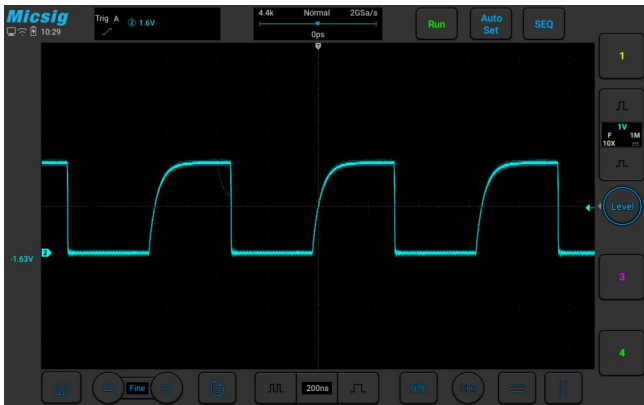 Micsig
10:29
Trig A ② 1.6V
4.4k Normal 2GSa/s
0ps
Run
Auto
Set
SEQ
1
1V
F 1M
10X
Level
2
-1.63V
3
4
Fine
200ns
50%